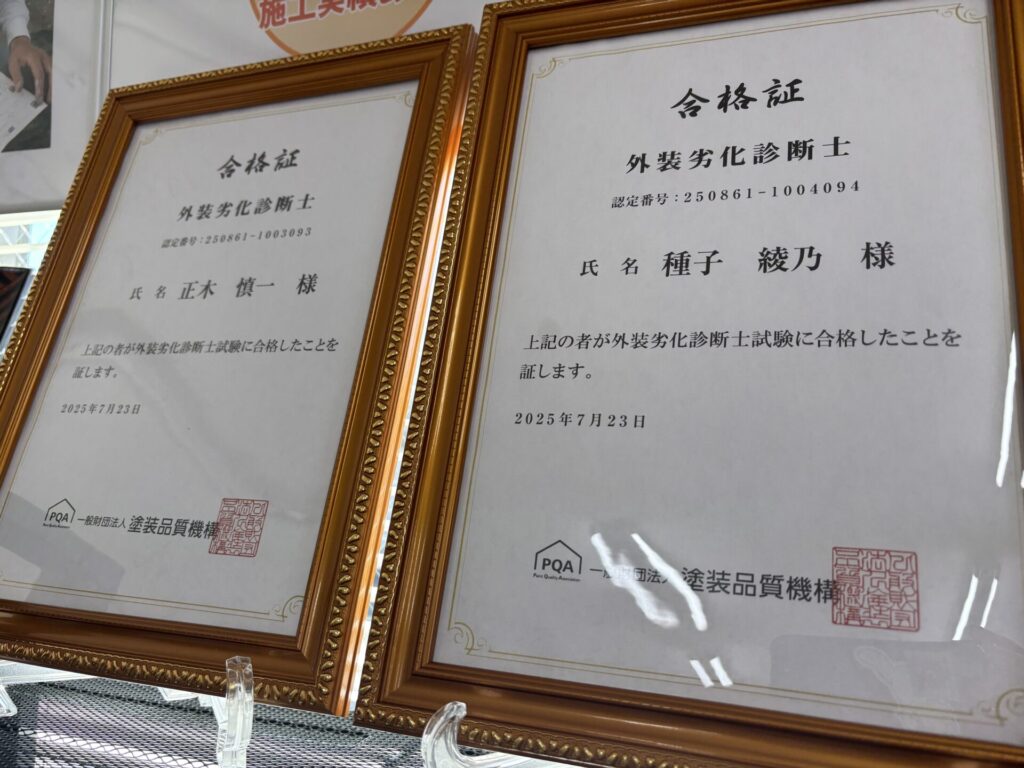 施工実績
合格証
外装劣化診断士
認定番号:250861-1003093
氏 名 正木 慎一 様
上記の者が外装劣化診断士試験に合格したことを
証します。
2025年7月23日
PQA
一般財団法人 塗装品質機構
合格証
外装劣化診断士
認定番号:250861-1004094
氏 名 種子 綾乃 様
上記の者が外装劣化診断士試験に合格したことを
証します。
2025年7月23日
PQA
Paint Quality Association
一般財団法人 塗装品質機構